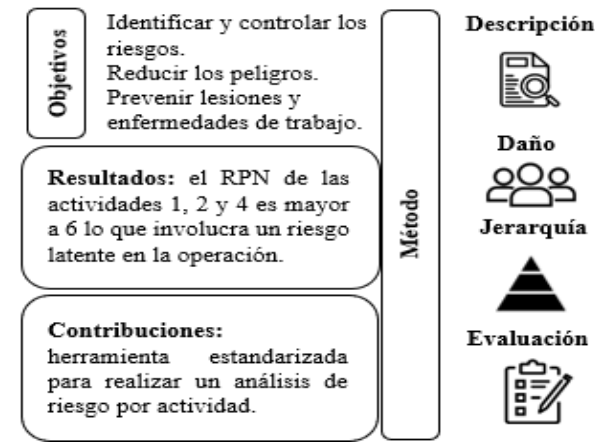 Objetivos
Identificar y controlar los
riesgos.
Reducir los peligros.
Prevenir lesiones y
enfermedades de trabajo.
Resultados: el RPN de las
actividades 1, 2 y 4 es mayor
a 6 lo que involucra un riesgo
latente en la operación.
Contribuciones:
herramienta estandarizada
para realizar un análisis de
riesgo por actividad.
Método
Descripción
Daño
Jerarquía
Evaluación